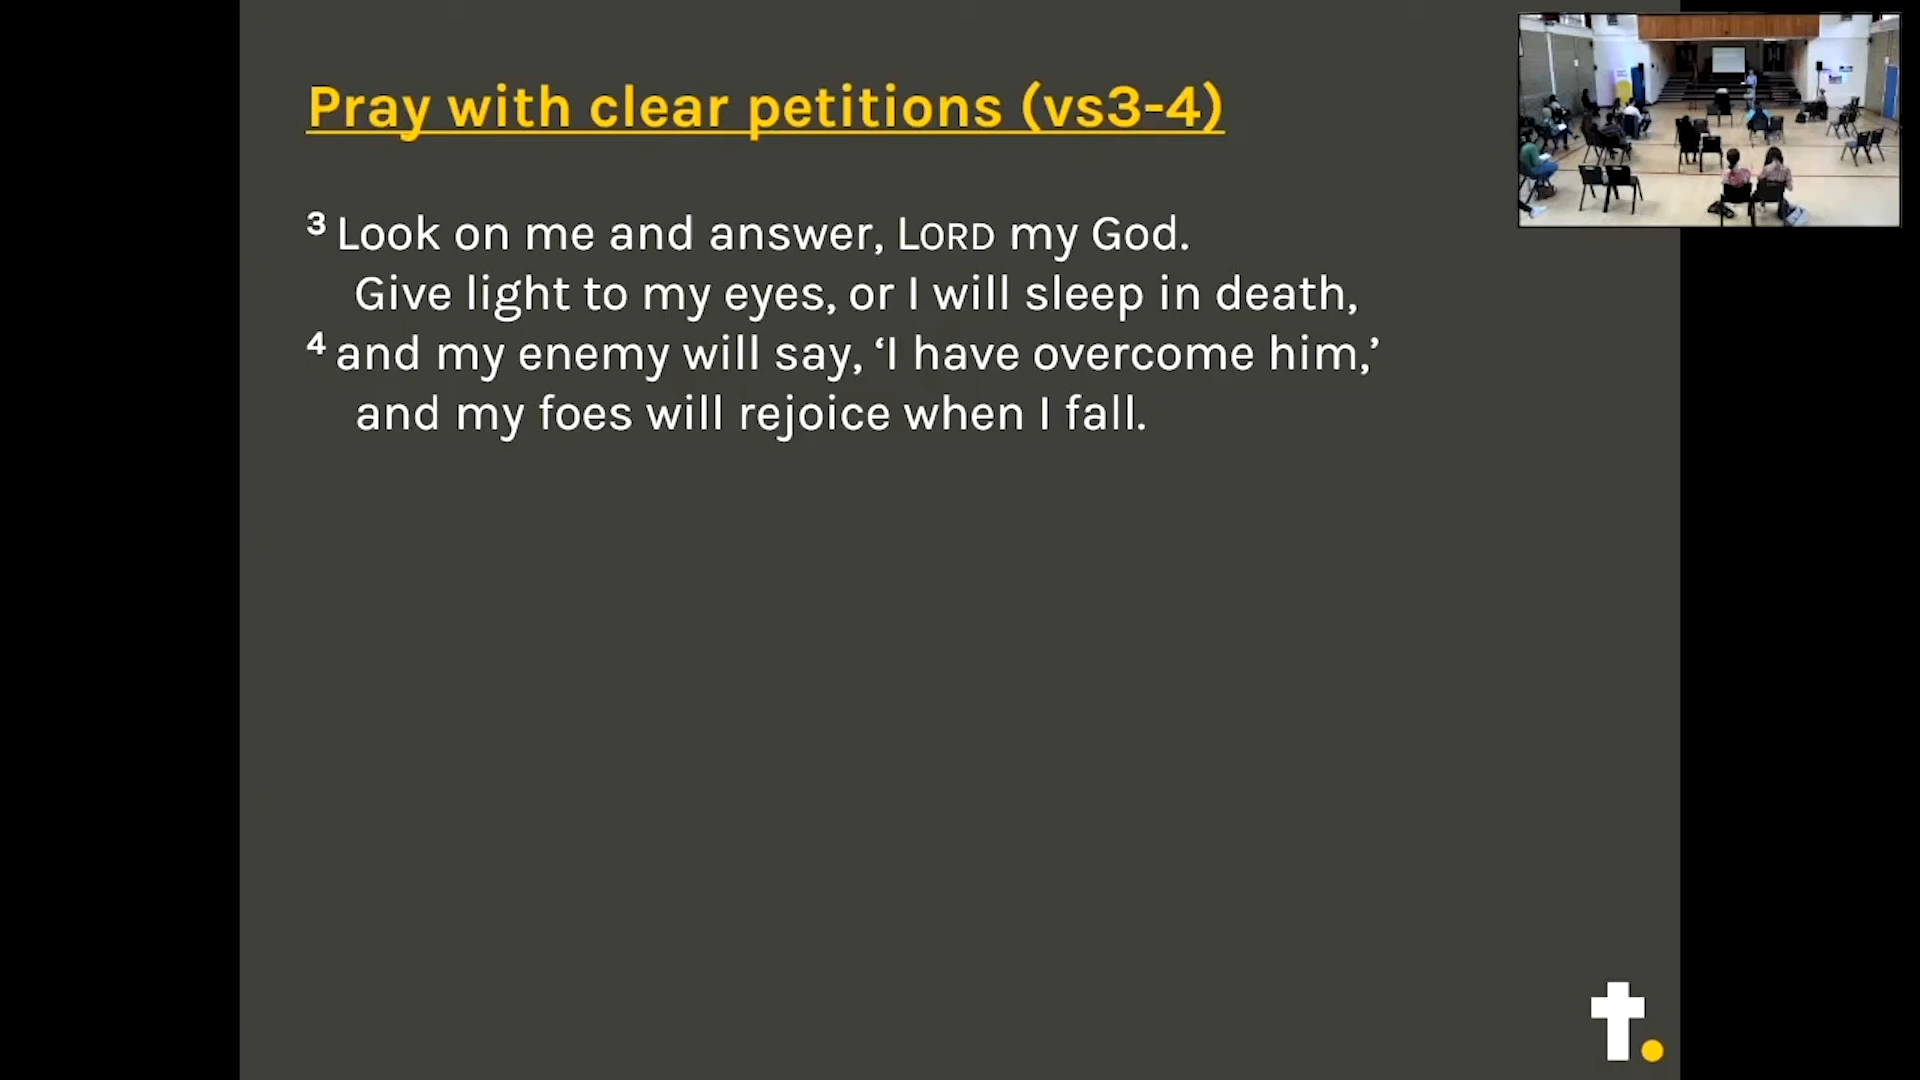 Pray with clear petitions (vs3-4)
3 Look on me and answer, LORD my God.
Give light to my eyes, or I will sleep in death,
4 and my enemy will say, ‘I have overcome him,’
and my foes will rejoice when I fall.
t.